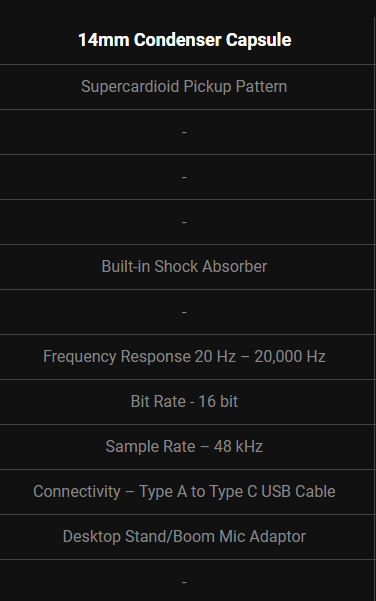 14mm Condenser Capsule
Supercardioid Pickup Pattern
-
-
-
Built-in Shock Absorber
-
Frequency Response 20 Hz – 20,000 Hz
Bit Rate - 16 bit
Sample Rate – 48 kHz
Connectivity – Type A to Type C USB Cable
Desktop Stand/Boom Mic Adaptor
-